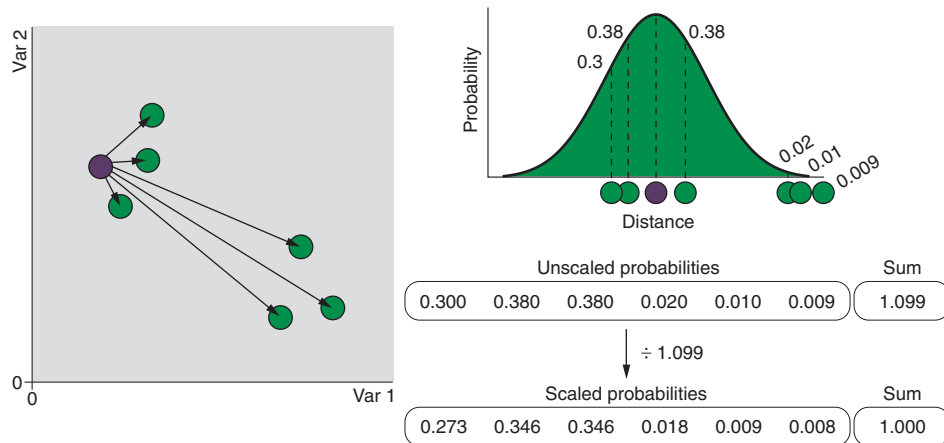 Var 2
0
0
Var 1
Probability
0.3
0.38
0.38
0.02
0.01
0.009
Distance
Unscaled probabilities Sum
0.300 0.380 0.380 0.020 0.010 0.009 1.099
÷ 1.099
Scaled probabilities Sum
0.273 0.346 0.346 0.018 0.009 0.008 1.000